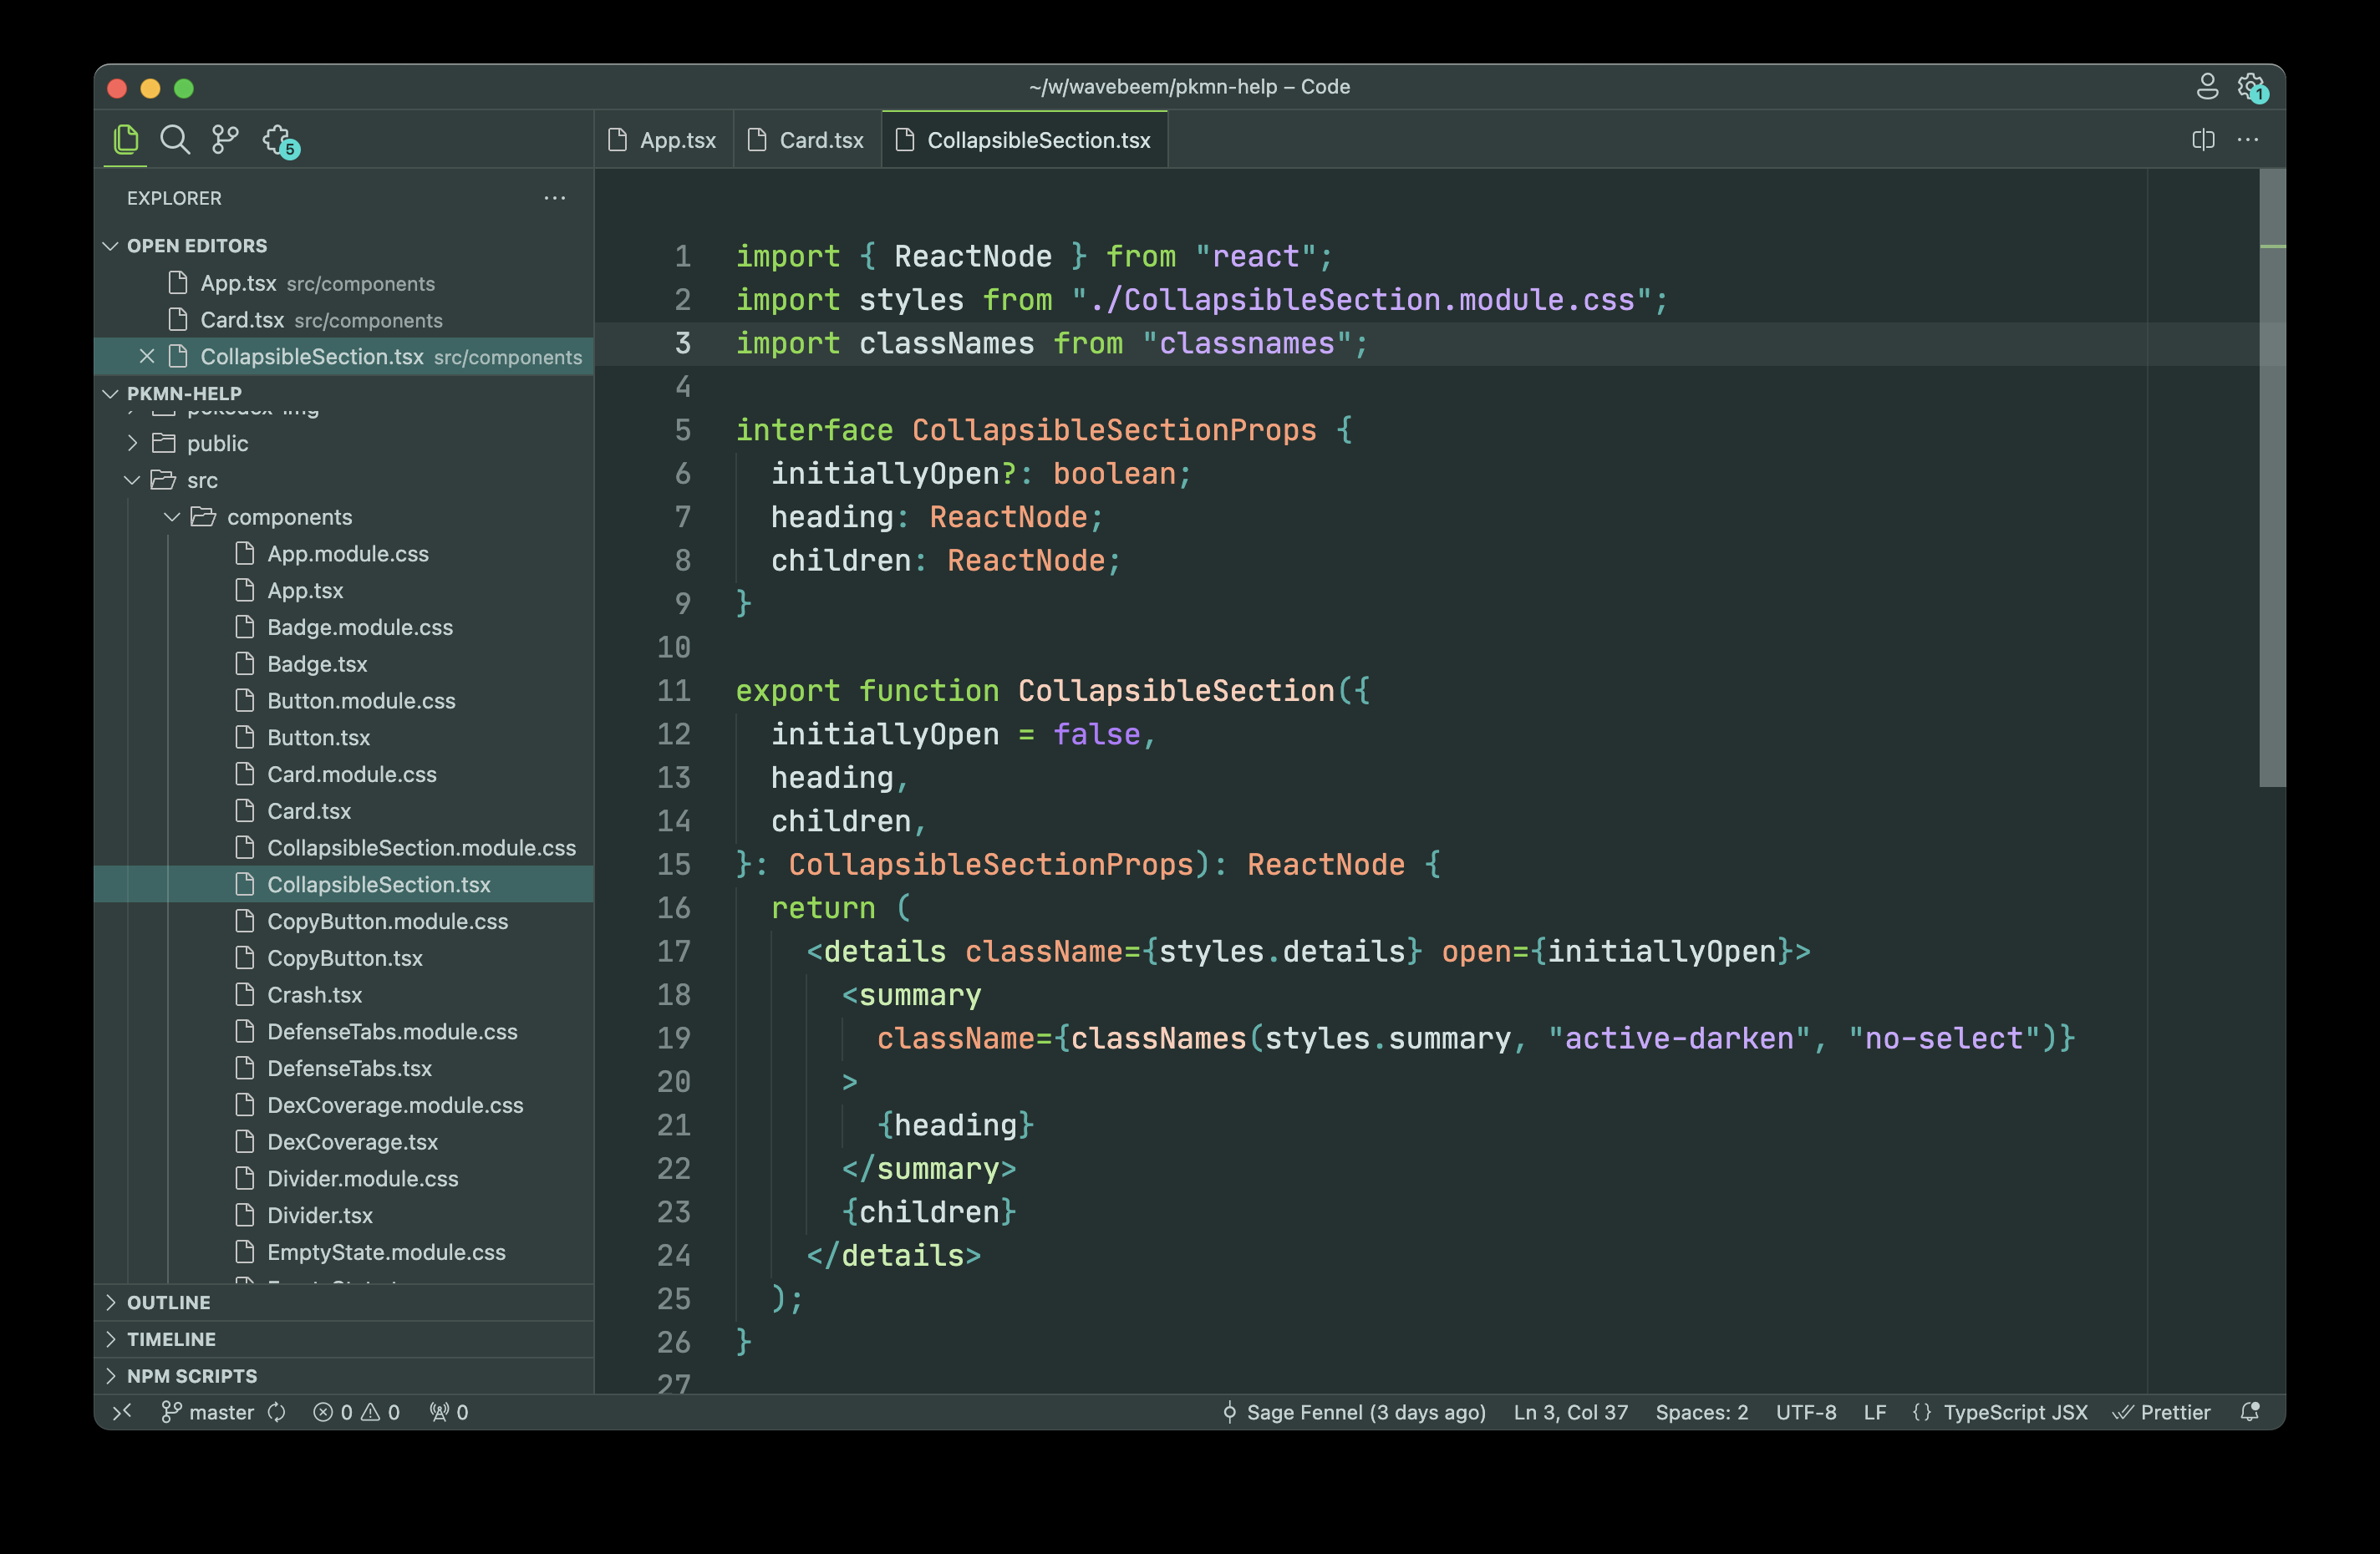 ~/w/wavebeem/pkmn-help – Code
1
5
App.tsx
Card.tsx
CollapsibleSection.tsx
EXPLORER
OPEN EDITORS
App.tsx src/components
Card.tsx src/components
CollapsibleSection.tsx src/components
PKMN-HELP
public
src
components
App.module.css
App.tsx
Badge.module.css
Badge.tsx
Button.module.css
Button.tsx
Card.module.css
Card.tsx
CollapsibleSection.module.css
CollapsibleSection.tsx
CopyButton.module.css
CopyButton.tsx
Crash.tsx
DefenseTabs.module.css
DefenseTabs.tsx
DexCoverage.module.css
DexCoverage.tsx
Divider.module.css
Divider.tsx
EmptyState.module.css
OUTLINE
TIMELINE
NPM SCRIPTS
1 import { ReactNode } from "react";
2 import styles from "./CollapsibleSection.module.css";
3 import classNames from "classnames";
4
5 interface CollapsibleSectionProps {
6   initiallyOpen?: boolean;
7   heading: ReactNode;
8   children: ReactNode;
9 }
10
11 export function CollapsibleSection({
12   initiallyOpen = false,
13   heading,
14   children,
15 }: CollapsibleSectionProps): ReactNode {
16   return (
17     <details className={styles.details} open={initiallyOpen}>
18       <summary
19         className={classNames(styles.summary, "active-darken", "no-select")}
20       >
21         {heading}
22       </summary>
23       {children}
24     </details>
25   );
26 }
27
master 0 0 0 Sage Fennel (3 days ago) Ln 3, Col 37 Spaces: 2 UTF-8 LF {} TypeScript JSX Prettier